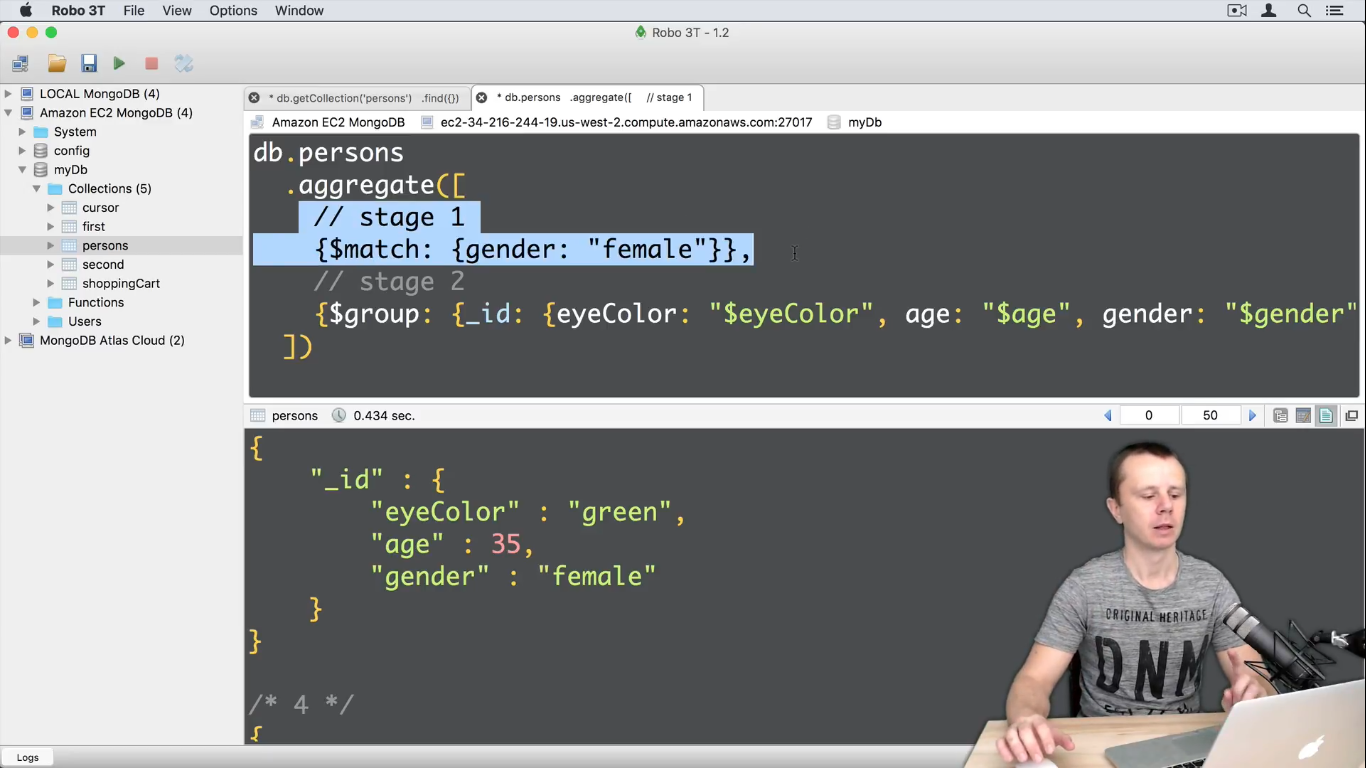 Robo 3T File View Options Window
Robo 3T - 1.2
LOCAL MongoDB (4)
Amazon EC2 MongoDB (4)
System
config
myDb
Collections (5)
cursor
first
persons
second
shoppingCart
Functions
Users
MongoDB Atlas Cloud (2)
* db.getCollection('persons') .find({})
* db.persons .aggregate([ // stage 1
Amazon EC2 MongoDB ec2-34-216-244-19.us-west-2.compute.amazonaws.com:27017 myDb
db.persons
.aggregate([
// stage 1
{$match: {gender: "female"}},
// stage 2
{$group: {_id: {eyeColor: "$eyeColor", age: "$age", gender: "$gender"
])
persons 0.434 sec. 0 50
{
"_id" : {
"eyeColor" : "green",
"age" : 35,
"gender" : "female"
}
}
/* 4 */
{
ORIGINAL HERITAGE
DNM
Logs